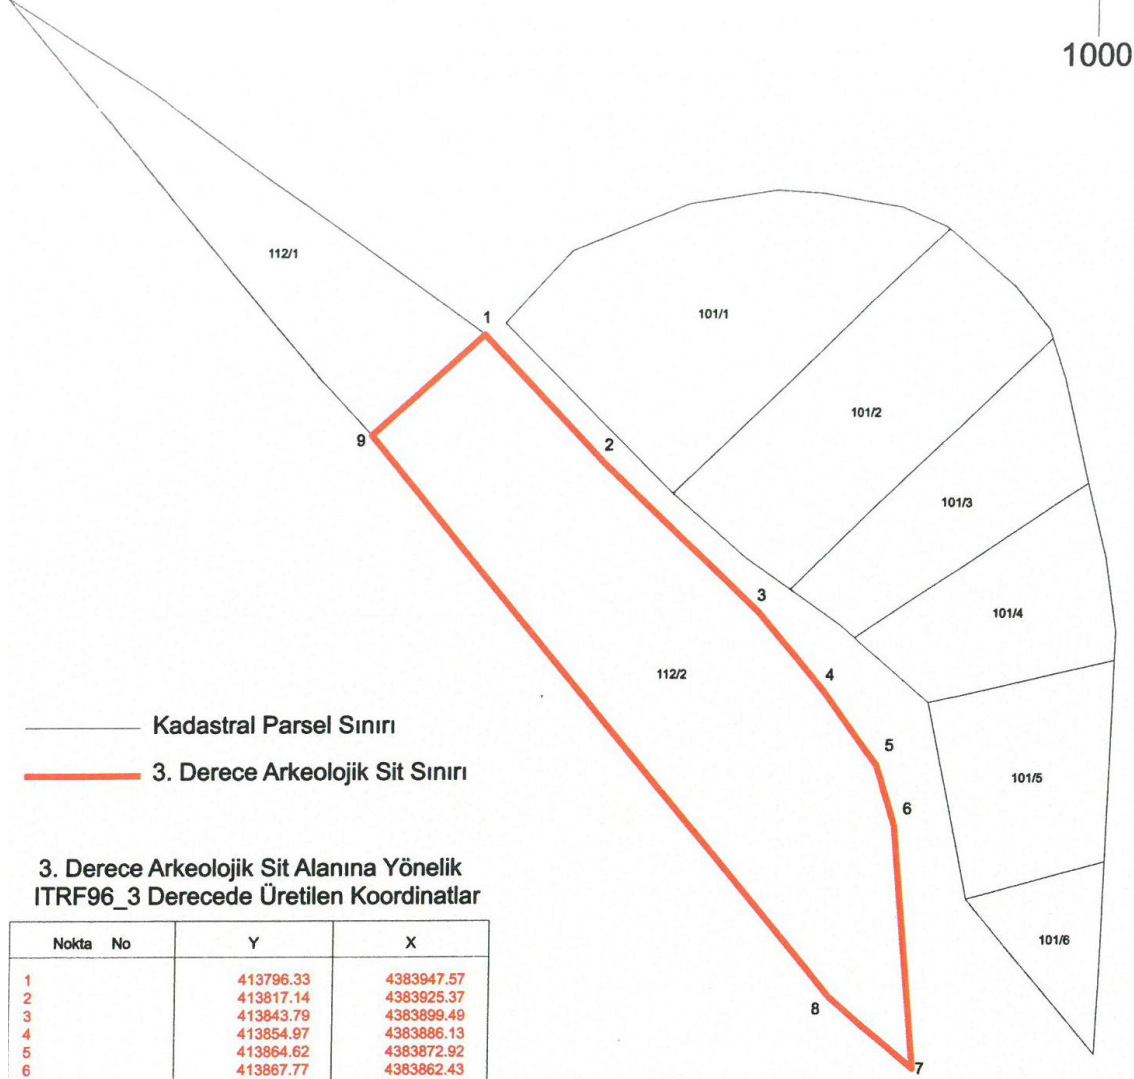 1000
112/1
1
101/1
101/2
9
2
101/3
3
101/4
112/2
4
Kadastral Parsel Sınırı
5
3. Derece Arkeolojik Sit Sınırı
101/5
6
3. Derece Arkeolojik Sit Alanına Yönelik
ITRF96_3 Derecede Üretilen Koordinatlar
Nokta No Y X
101/6
1 413796.33 4383947.57
2 413817.14 4383925.37
3 413843.79 4383899.49
4 413854.97 4383886.13
5 413864.62 4383872.92
6 413867.77 4383862.43
8
7